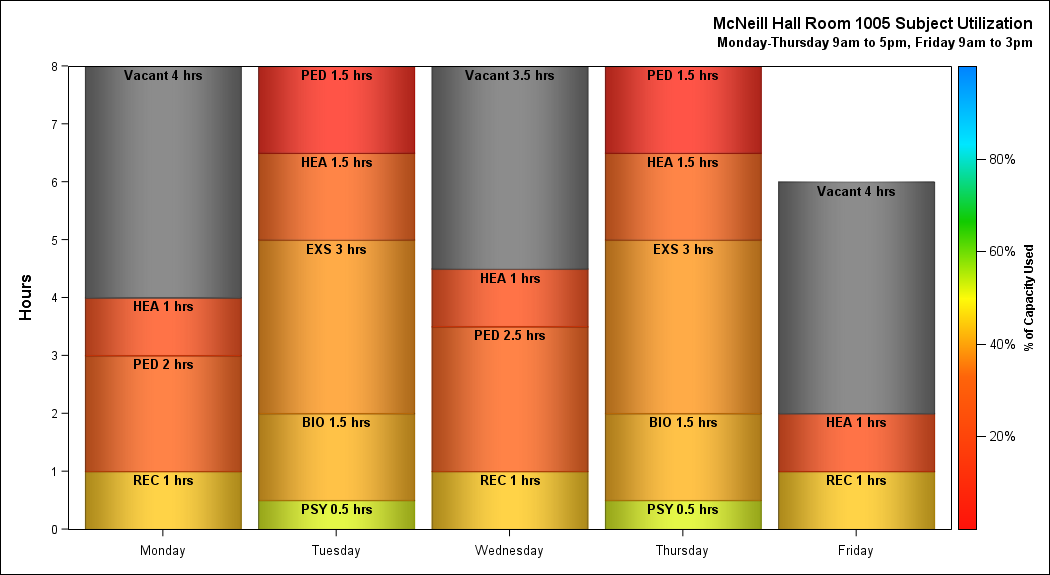 McNeill Hall Room 1005 Subject Utilization
Monday-Thursday 9am to 5pm, Friday 9am to 3pm
8
7
6
5
4
3
2
1
0
Hours
Vacant 4 hrs
HEA 1 hrs
PED 2 hrs
REC 1 hrs
PED 1.5 hrs
HEA 1.5 hrs
EXS 3 hrs
BIO 1.5 hrs
PSY 0.5 hrs
Vacant 3.5 hrs
HEA 1 hrs
PED 2.5 hrs
REC 1 hrs
PED 1.5 hrs
HEA 1.5 hrs
EXS 3 hrs
BIO 1.5 hrs
PSY 0.5 hrs
Vacant 4 hrs
HEA 1 hrs
REC 1 hrs
Monday
Tuesday
Wednesday
Thursday
Friday
80%
60%
40%
20%
% of Capacity Used